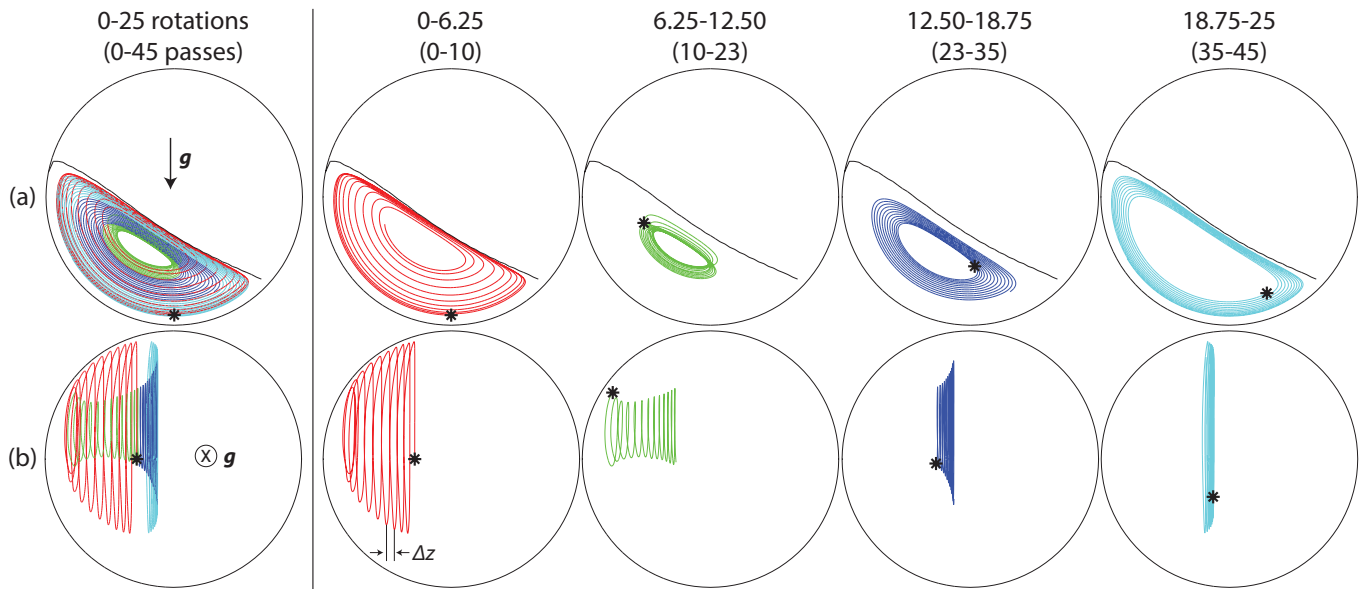 0-25 rotations
(0-45 passes)
0-6.25
(0-10)
6.25-12.50
(10-23)
12.50-18.75
(23-35)
18.75-25
(35-45)
(a)
g
(b)
X g
Δz